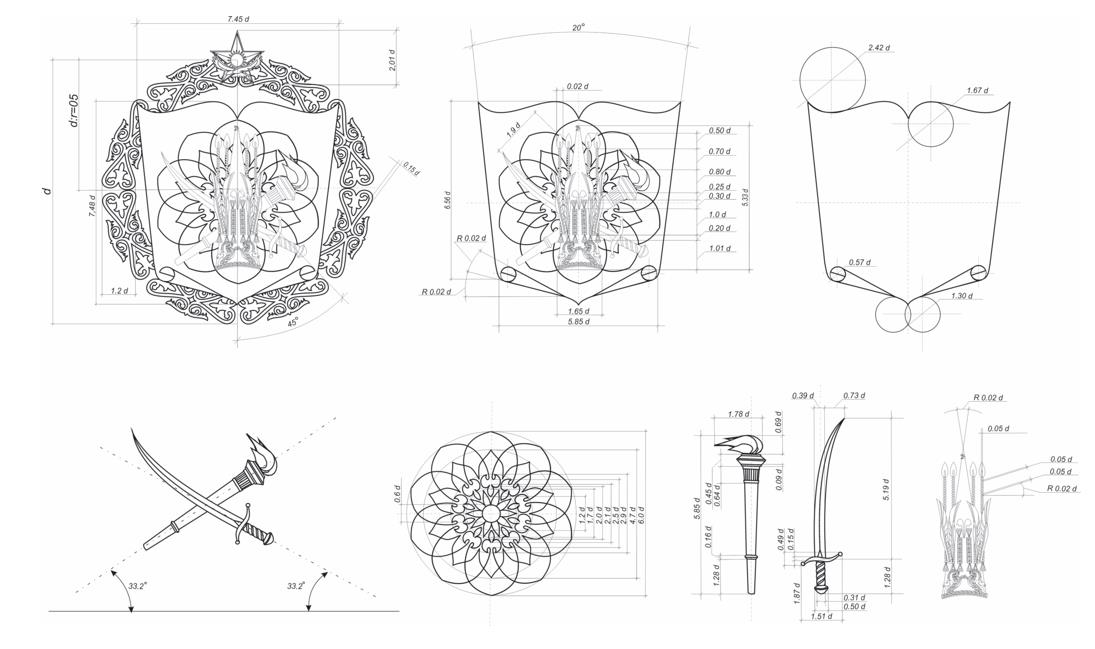 7.45 d
2,01 d
d:r=05
d
7.48 d
0.15 d
1.2 d
45°
20°
0.02 d
1.9 d
0.50 d
0.70 d
0.80 d
0.25 d
0.30 d
1.0 d
0.20 d
1.01 d
6.56 d
5.33 d
R 0.02 d
R 0.02 d
1.65 d
5.85 d
2.42 d
1.67 d
0.57 d
1.30 d
33.2°
33.2°
0.6 d
1.2 d
1.7 d
2.0 d
2.1 d
2.5 d
2.9 d
4.7 d
6.0 d
1.78 d
0.69 d
0.09 d
0.45 d
0.64 d
5.85 d
0.16 d
1.28 d
0.39 d
0.73 d
5.19 d
0.49 d
0.15 d
1.87 d
1.28 d
0.31 d
0.50 d
1.51 d
R 0.02 d
0.05 d
0.05 d
0.05 d
R 0.02 d